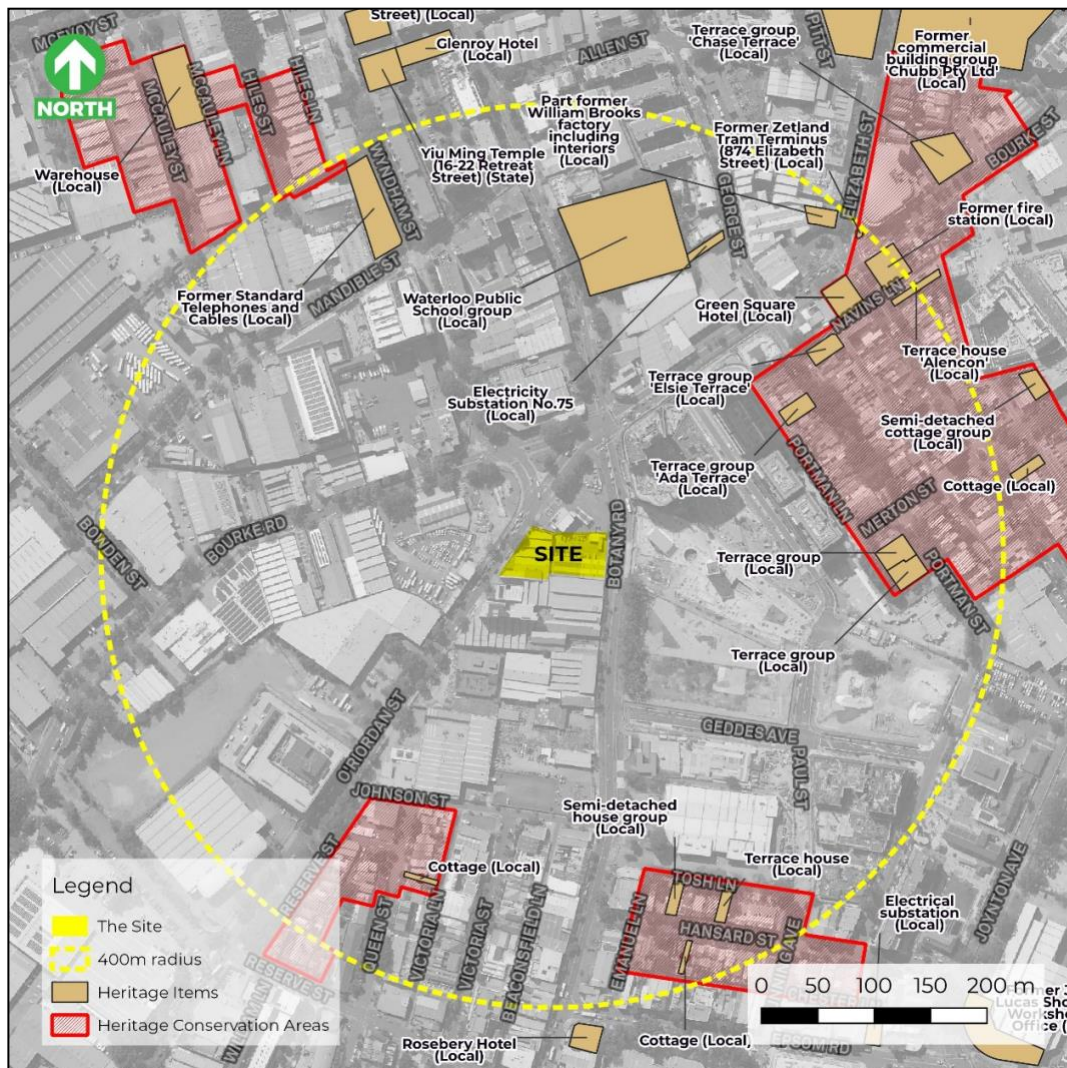 Street) (Local)
Glenroy Hotel
(Local)
ALLEN ST
Terrace group
'Chase Terrace'
(Local)
PITT ST
Former
commercial
building group
'Chubb Pty Ltd'
(Local)
MCEVOY ST
NORTH
MCCAULEY ST
MCCAULEY LN
HILES ST
HILES LN
Warehouse
(Local)
WYNDHAM ST
Yiu Ming Temple
(16-22 Retreat
Street) (State)
Part former
William Brooks
factory
including
interiors
(Local)
Former Zetland
Tram Terminus
(874 Elizabeth
Street) (Local)
ELIZABETH ST
BOURKE ST
GEORGE ST
Former fire
station (Local)
MANDIBLE ST
Former Standard
Telephones and
Cables (Local)
Waterloo Public
School group
(Local)
Green Square
Hotel (Local)
NAVINS LN
Terrace house
'Alencon'
(Local)
Electricity
Substation No.75
(Local)
Terrace group
'Elsie Terrace'
(Local)
Semi-detached
cottage group
(Local)
Terrace group
'Ada Terrace'
(Local)
PORTMAN LN
Cottage (Local)
MERTON ST
BOWDEN ST
BOURKE RD
SITE
BOTANY RD
Terrace group
(Local)
PORTMAN ST
Terrace group
(Local)
O'RIORDAN ST
GEDDES AVE
PAUL ST
JOHNSON ST
Semi-detached
house group
(Local)
RESERVE ST
Cottage (Local)
Terrace house
(Local)
TOSH LN
JOYNTON AVE
Electrical
substation
(Local)
QUEEN ST
VICTORIA LN
VICTORIA ST
BEACONSFIELD LN
EMANUEL LN
HANSARD ST
RESERVE ST
Rosebery Hotel
(Local)
Cottage (Local)
Legend
The Site
400m radius
Heritage Items
Heritage Conservation Areas
0 50 100 150 200 m